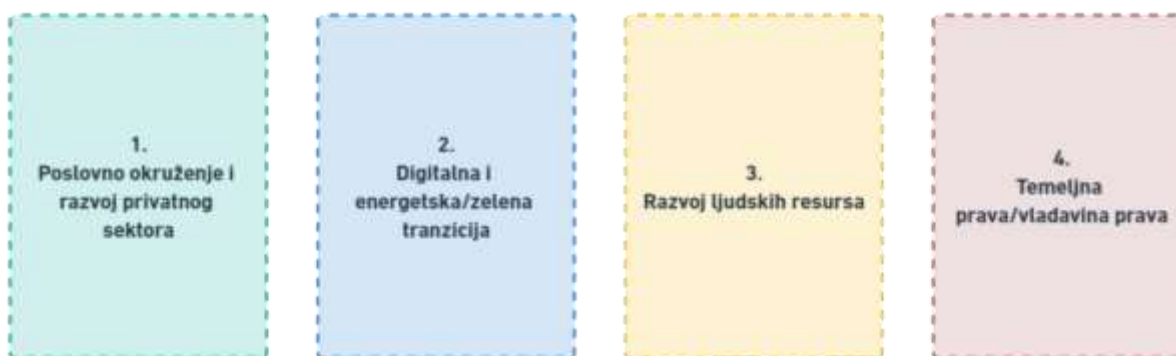 1.
Poslovno okruženje i
razvoj privatnog
sektora
2.
Digitalna i
energetska/zelena
tranzicija
3.
Razvoj ljudskih resursa
4.
Temeljna
prava/vladavina prava